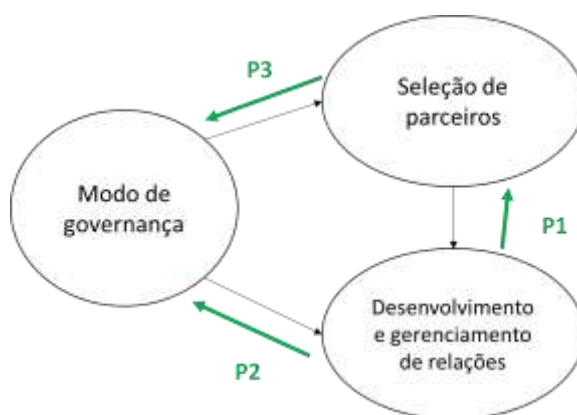 P3
Seleção de
parceiros
Modo de
governança
P1
Desenvolvimento
e gerenciamento
de relações
P2